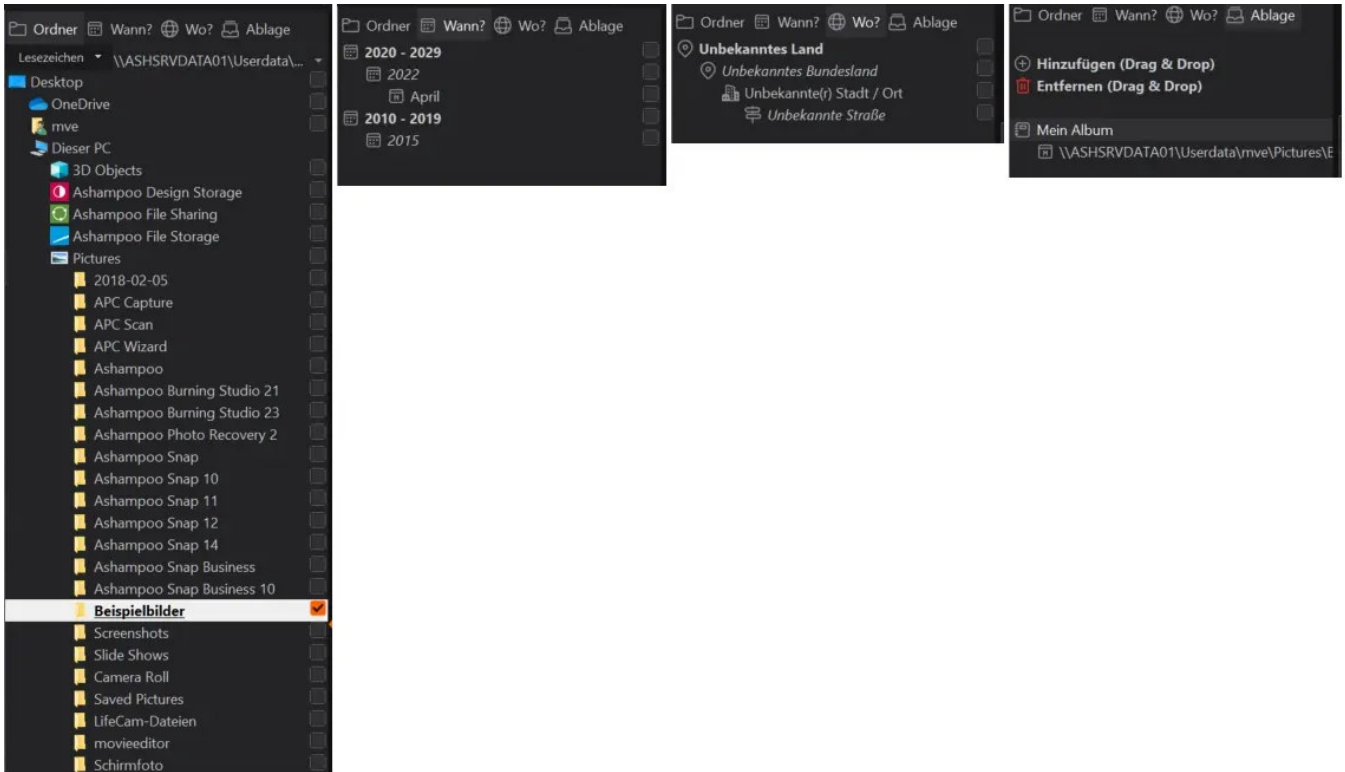 Ordner Wann? Wo? Ablage
Lesezeichen \\ASHSRVDATA01\Userdata\...
Desktop
OneDrive
mve
Dieser PC
3D Objects
Ashampoo Design Storage
Ashampoo File Sharing
Ashampoo File Storage
Pictures
2018-02-05
APC Capture
APC Scan
APC Wizard
Ashampoo
Ashampoo Burning Studio 21
Ashampoo Burning Studio 23
Ashampoo Photo Recovery 2
Ashampoo Snap
Ashampoo Snap 10
Ashampoo Snap 11
Ashampoo Snap 12
Ashampoo Snap 14
Ashampoo Snap Business
Ashampoo Snap Business 10
Beispielbilder
Screenshots
Slide Shows
Camera Roll
Saved Pictures
LifeCam-Dateien
movieeditor
Schirmfoto
Ordner Wann? Wo? Ablage
2020 - 2029
2022
April
2010 - 2019
2015
Ordner Wann? Wo? Ablage
Unbekanntes Land
Unbekanntes Bundesland
Unbekannte(r) Stadt / Ort
Unbekannte Straße
Ordner Wann? Wo? Ablage
Hinzufügen (Drag & Drop)
Entfernen (Drag & Drop)
Mein Album
\\ASHSRVDATA01\Userdata\mve\Pictures\E